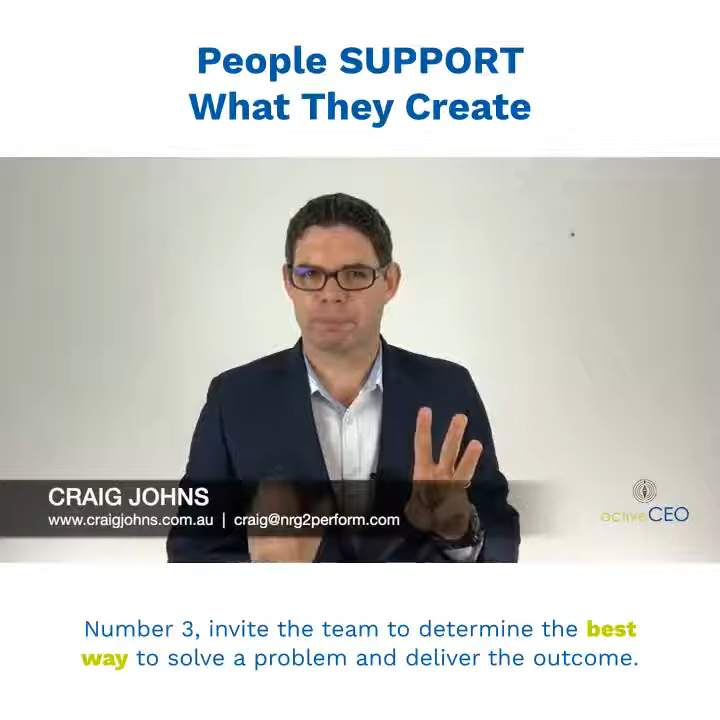 People SUPPORT
What They Create
CRAIG JOHNS
www.craigjohns.com.au | craig@nrg2perform.com
activeCEO
Number 3, invite the team to determine the best
way to solve a problem and deliver the outcome.